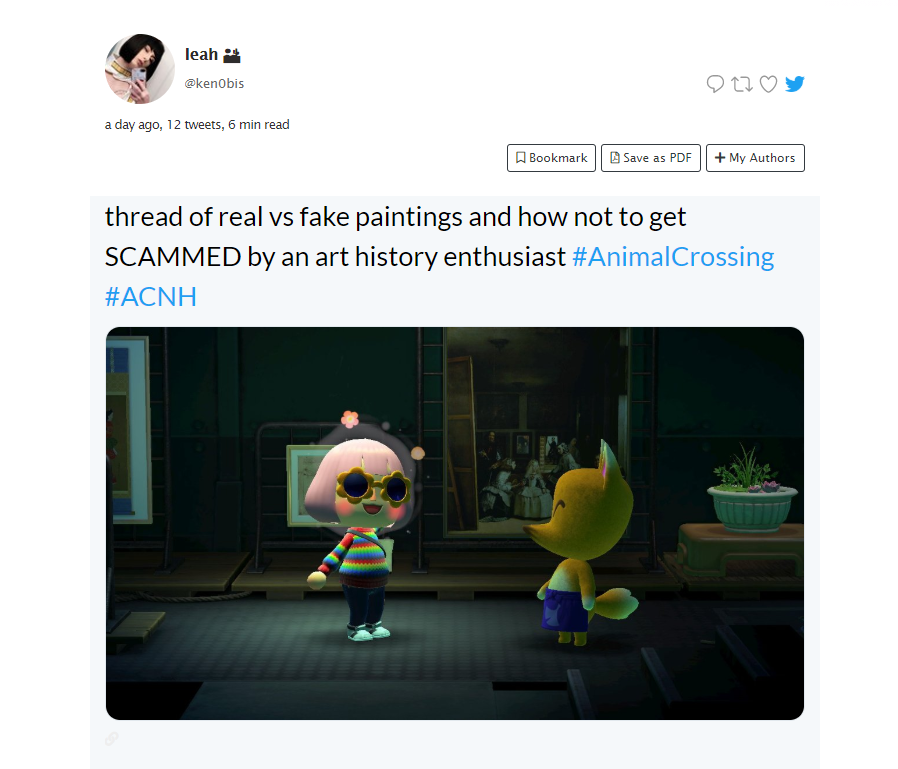 leah
@ken0bis
a day ago, 12 tweets, 6 min read
Bookmark
Save as PDF
My Authors
thread of real vs fake paintings and how not to get
SCAMMED by an art history enthusiast #AnimalCrossing
#ACNH